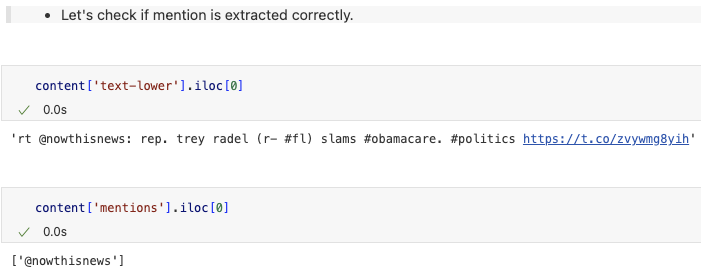 • Let's check if mention is extracted correctly.
content['text-lower'].iloc[0]
✓ 0.0s
'rt @nowthisnews: rep. trey radel (r- #fl) slams #obamacare. #politics https://t.co/zvywmg8yih'
content['mentions'].iloc[0]
✓ 0.0s
['@nowthisnews']